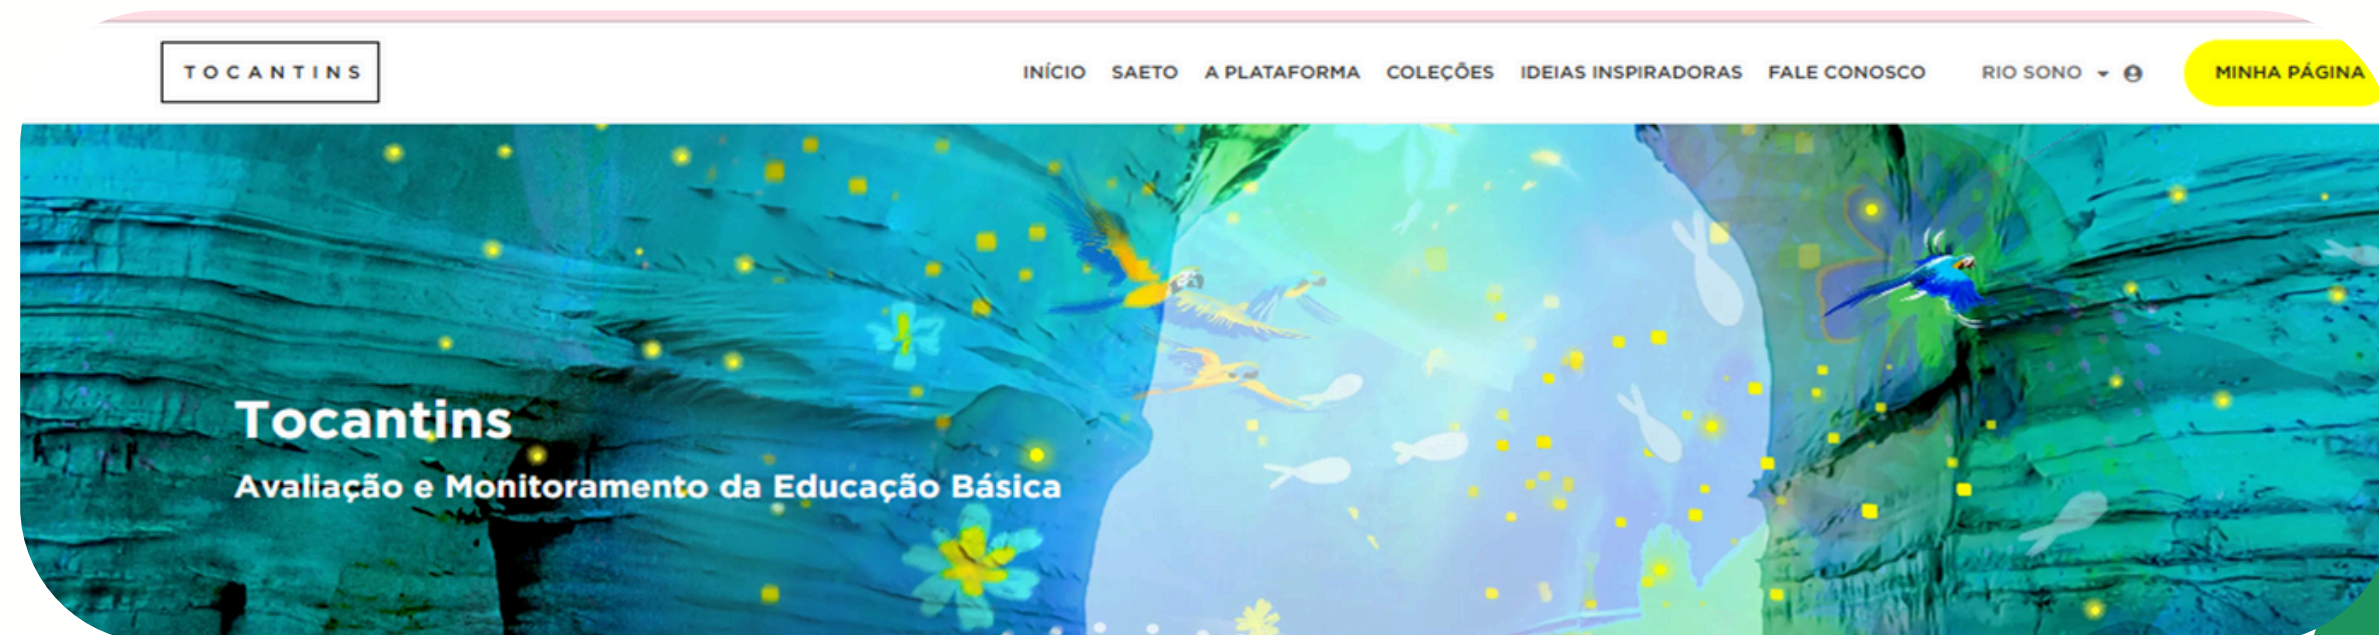 TOCANTINS
INÍCIO SAETO A PLATAFORMA COLEÇÕES IDEIAS INSPIRADORAS FALE CONOSCO RIO SONO MINHA PÁGINA
Tocantins
Avaliação e Monitoramento da Educação Básica